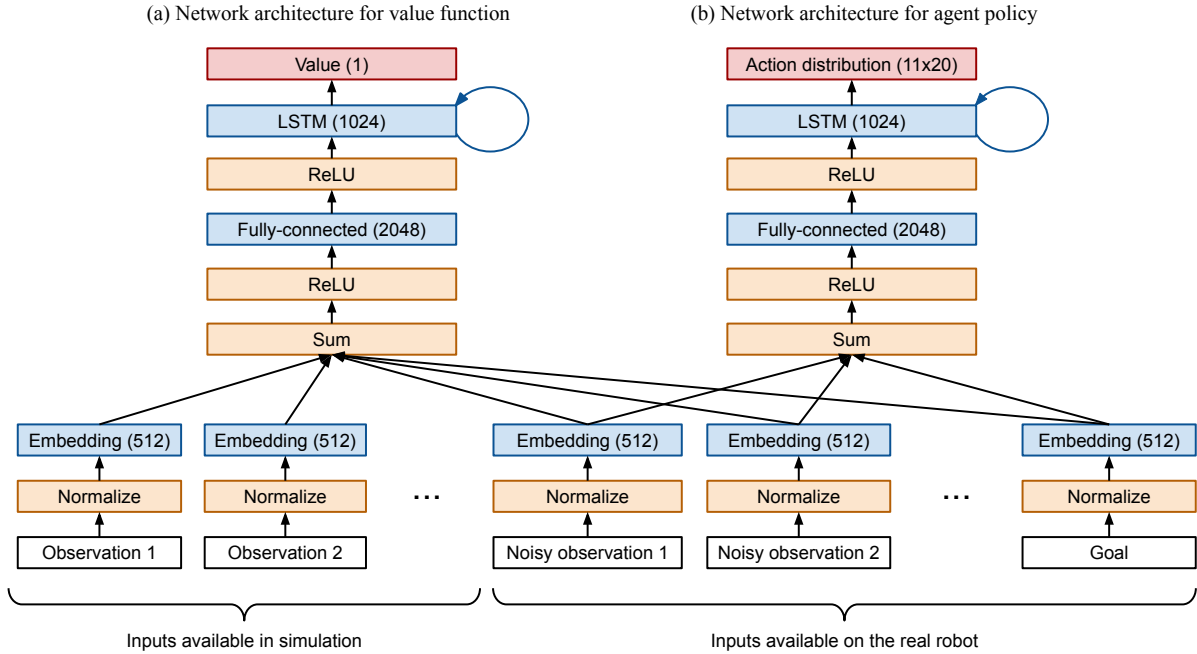 (a) Network architecture for value function
(b) Network architecture for agent policy
Value (1)
Action distribution (11x20)
LSTM (1024)
LSTM (1024)
ReLU
ReLU
Fully-connected (2048)
Fully-connected (2048)
ReLU
ReLU
Sum
Sum
Embedding (512)
Embedding (512)
Embedding (512)
Embedding (512)
Embedding (512)
Normalize
Normalize
...
Normalize
Normalize
...
Normalize
Observation 1
Observation 2
Noisy observation 1
Noisy observation 2
Goal
Inputs available in simulation
Inputs available on the real robot